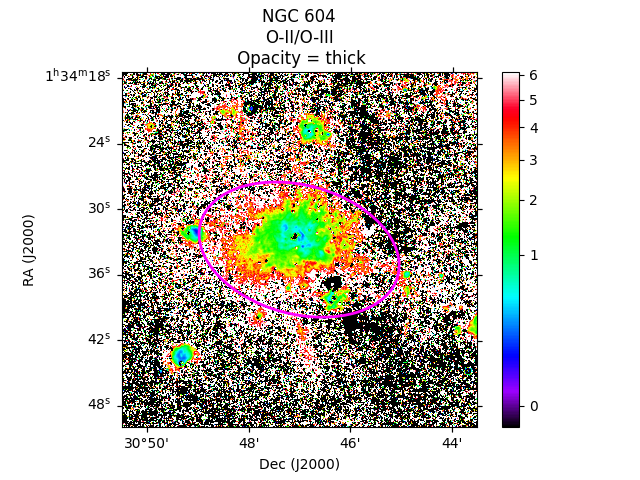 NGC 604
O-II/O-III
Opacity = thick
1ʰ34ᵐ18ˢ
24ˢ
30ˢ
36ˢ
42ˢ
48ˢ
RA (J2000)
30°50'
48'
46'
44'
Dec (J2000)
6
5
4
3
2
1
0